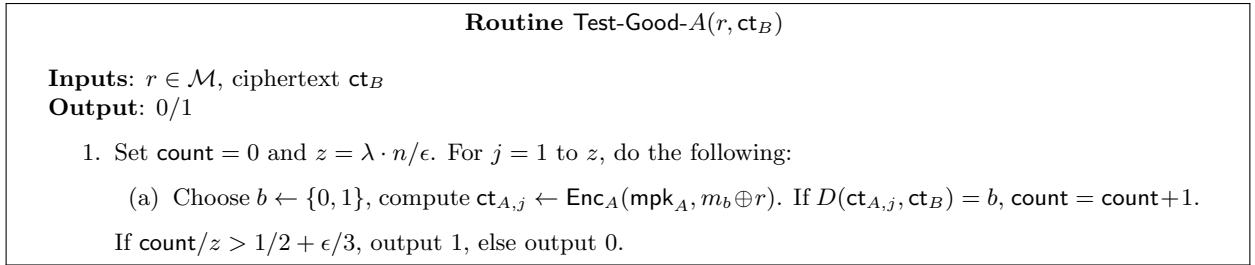 Routine Test-Good-A(r, ct_B)
Inputs: r ∈ ℳ, ciphertext ct_B
Output: 0/1
1. Set count = 0 and z = λ · n/ϵ. For j = 1 to z, do the following:
(a) Choose b ← {0, 1}, compute ct_{A,j} ← Enc_A(mpk_A, m_b⊕r). If D(ct_{A,j}, ct_B) = b, count = count+1.
If count/z > 1/2 + ϵ/3, output 1, else output 0.